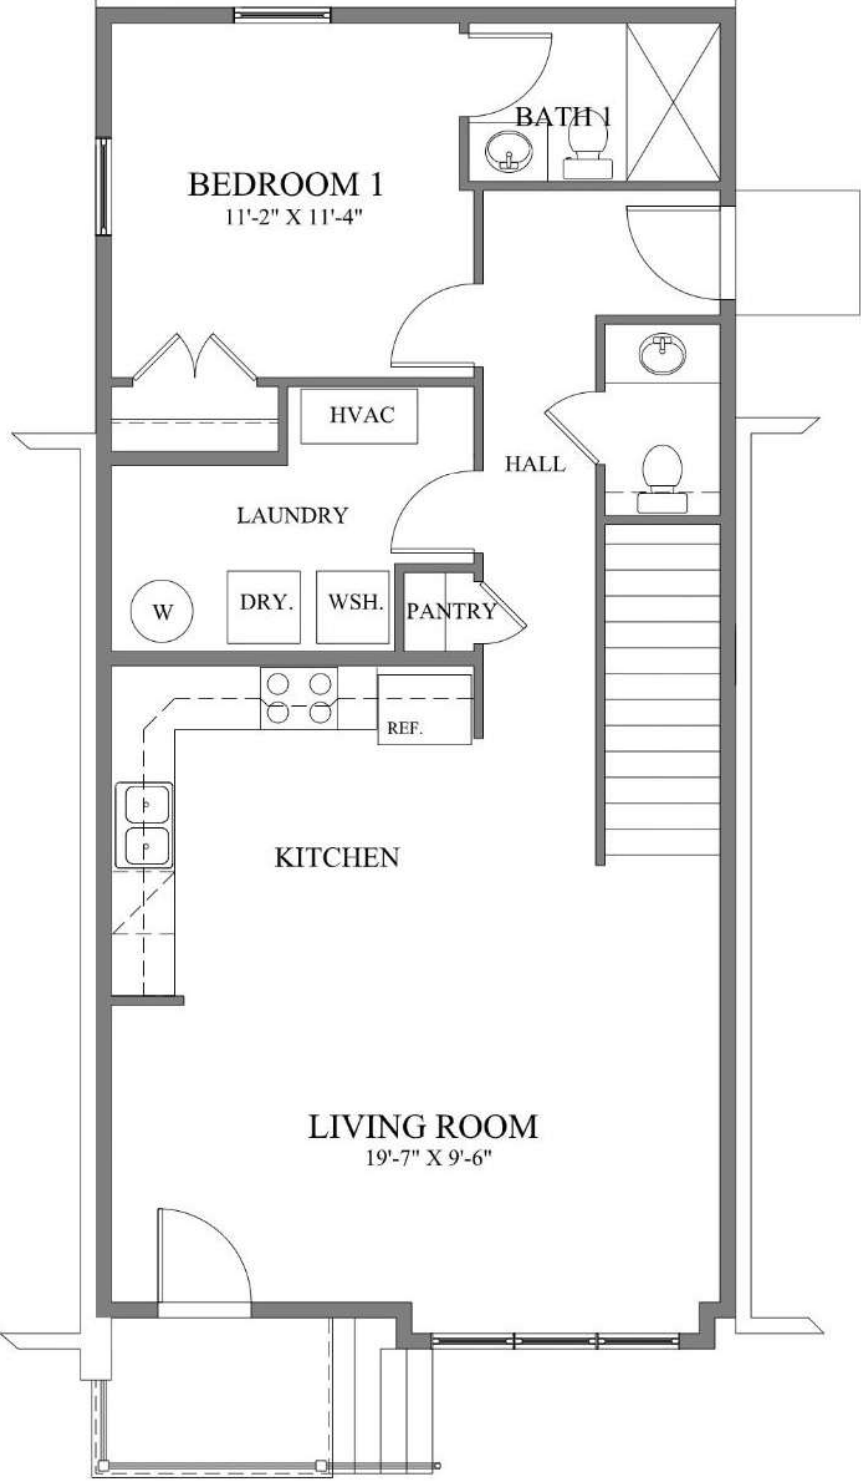 BATH 1
BEDROOM 1
11'-2" X 11'-4"
HVAC
HALL
LAUNDRY
W
DRY.
WSH.
PANTRY
REF.
KITCHEN
LIVING ROOM
19'-7" X 9'-6"